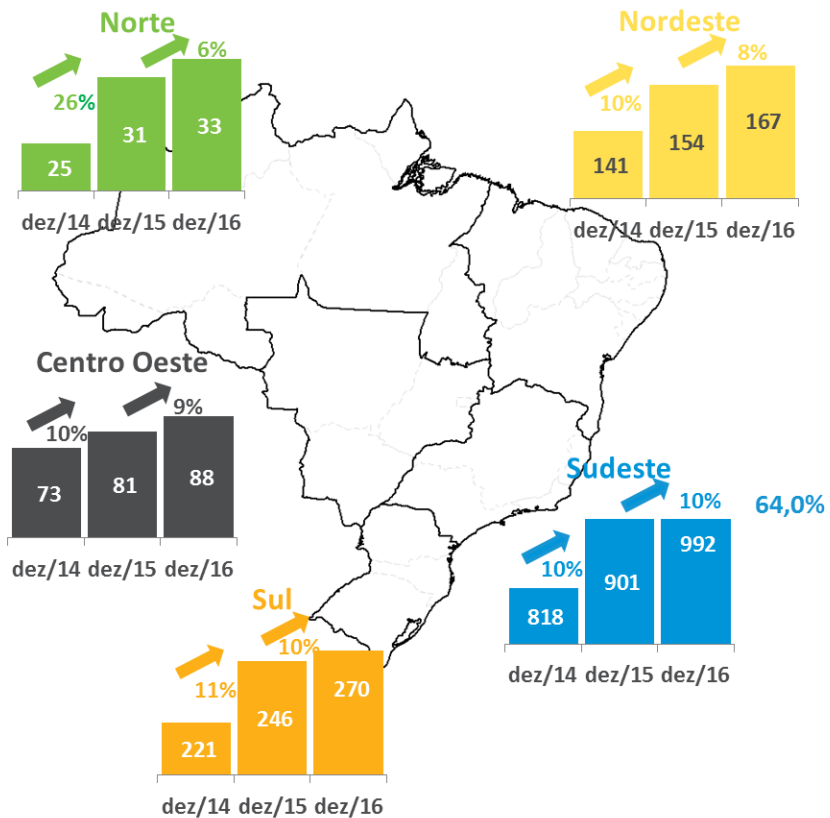 Norte
6%
26%
25
31
33
dez/14 dez/15 dez/16
Nordeste
8%
10%
141
154
167
dez/14 dez/15 dez/16
Centro Oeste
9%
10%
73
81
88
dez/14 dez/15 dez/16
Sudeste
10%
64,0%
10%
818
901
992
dez/14 dez/15 dez/16
Sul
10%
11%
221
246
270
dez/14 dez/15 dez/16